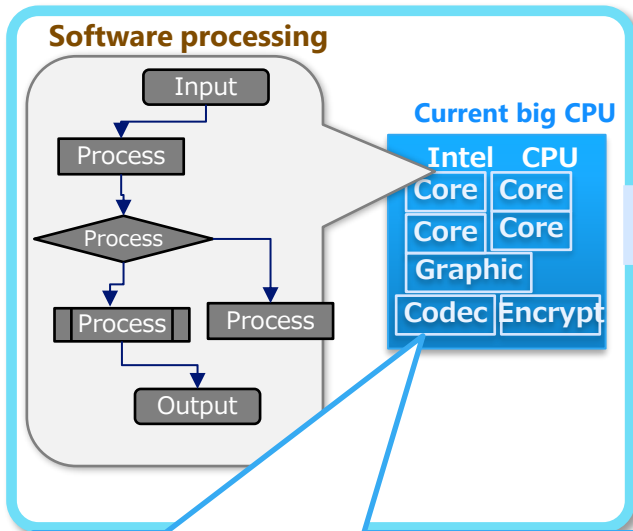 Software processing
Input
Process
Process
Process
Process
Output
Current big CPU
Intel CPU
Core Core
Core Core
Graphic
Codec Encrypt